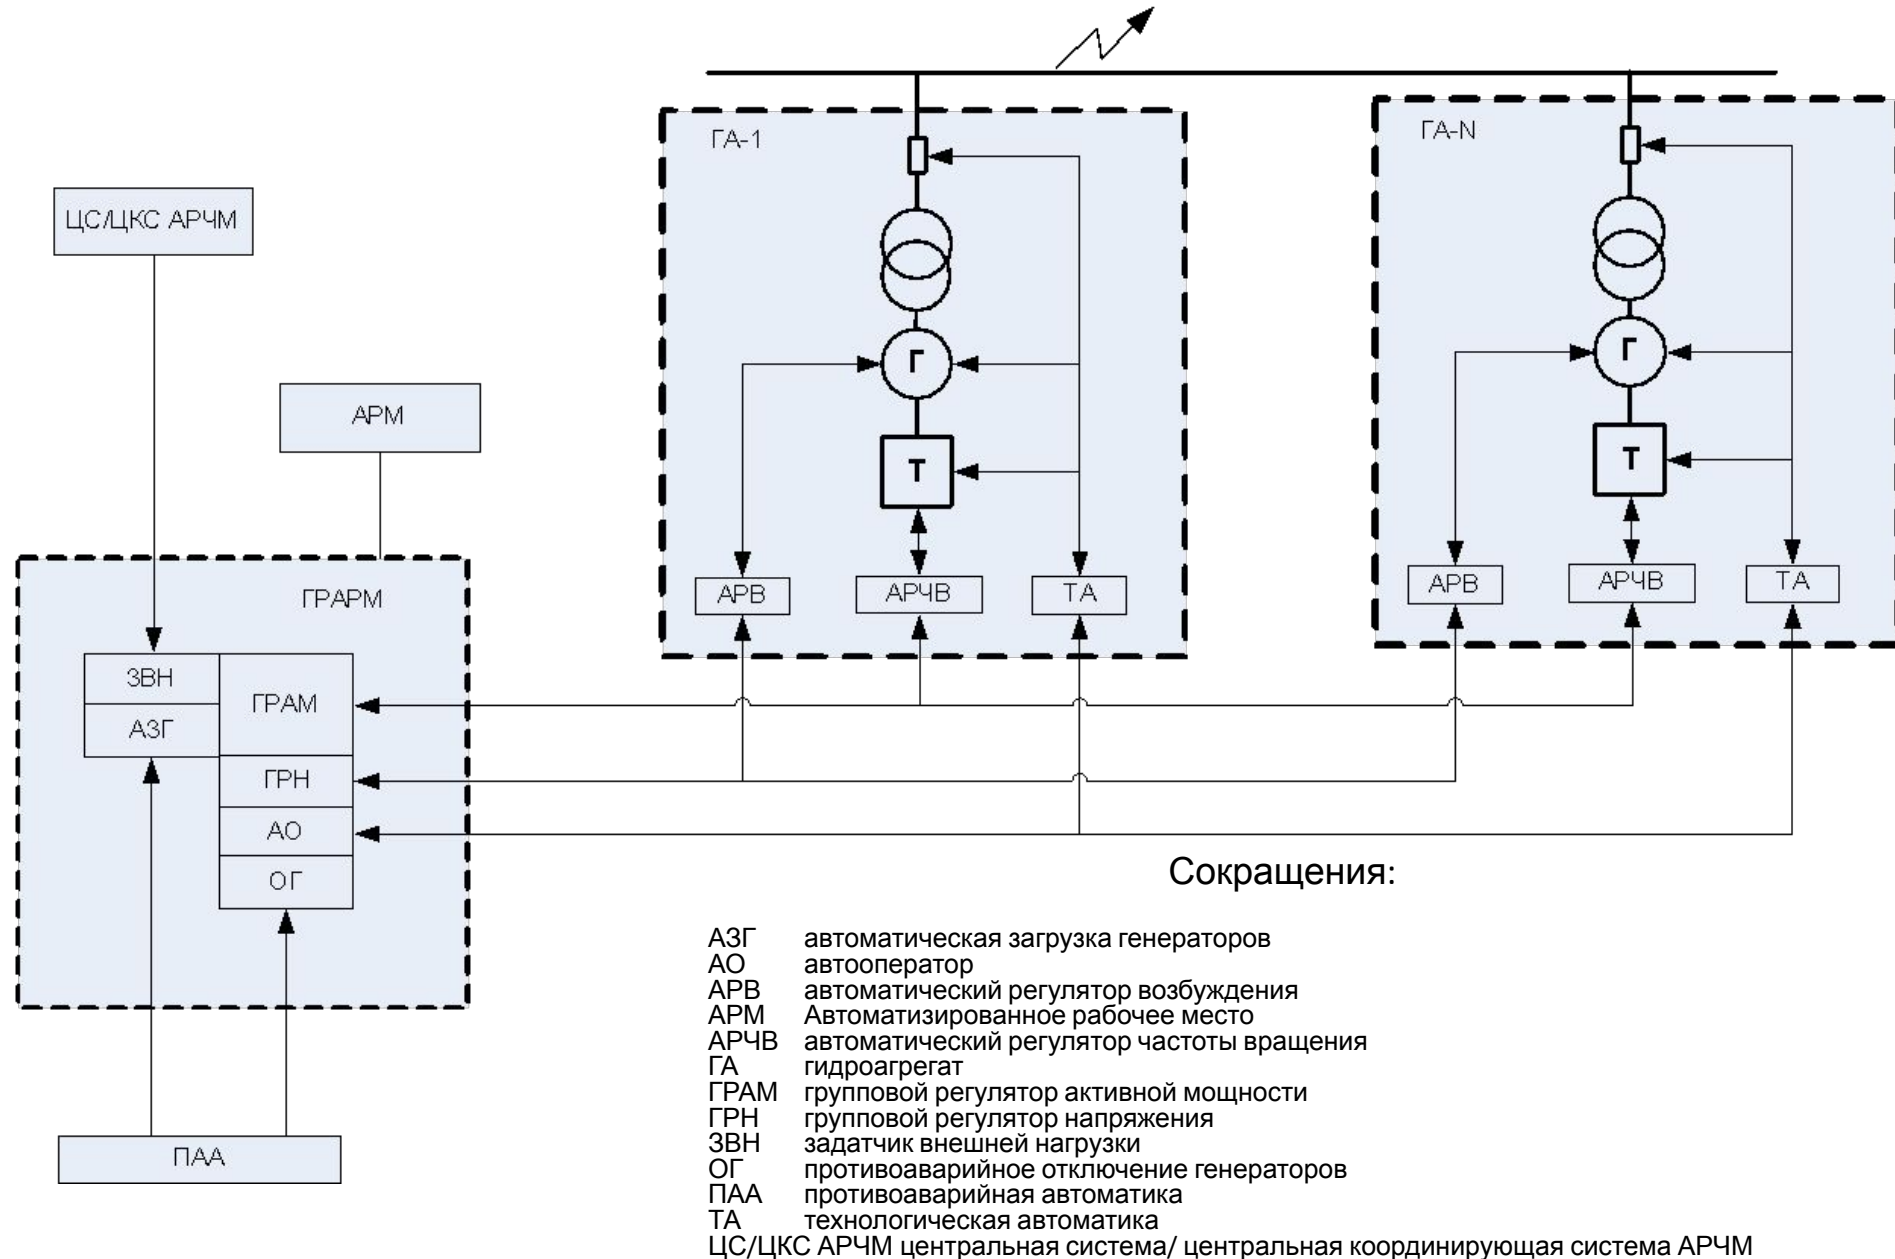 ГА-1
ГА-N
ЦС/ЦКС АРЧМ
АРМ
Г
Г
Т
Т
ГРАРМ
АРВ
АРЧВ
ТА
АРВ
АРЧВ
ТА
ЗВН
ГРАМ
АЗГ
ГРН
АО
ОГ
ПАА
Сокращения:
АЗГ автоматическая загрузка генераторов
АО автооператор
АРВ автоматический регулятор возбуждения
АРМ Автоматизированное рабочее место
АРЧВ автоматический регулятор частоты вращения
ГА гидроагрегат
ГРАМ групповой регулятор активной мощности
ГРН групповой регулятор напряжения
ЗВН задатчик внешней нагрузки
ОГ противоаварийное отключение генераторов
ПАА противоаварийная автоматика
ТА технологическая автоматика
ЦС/ЦКС АРЧМ центральная система/ центральная координирующая система АРЧМ